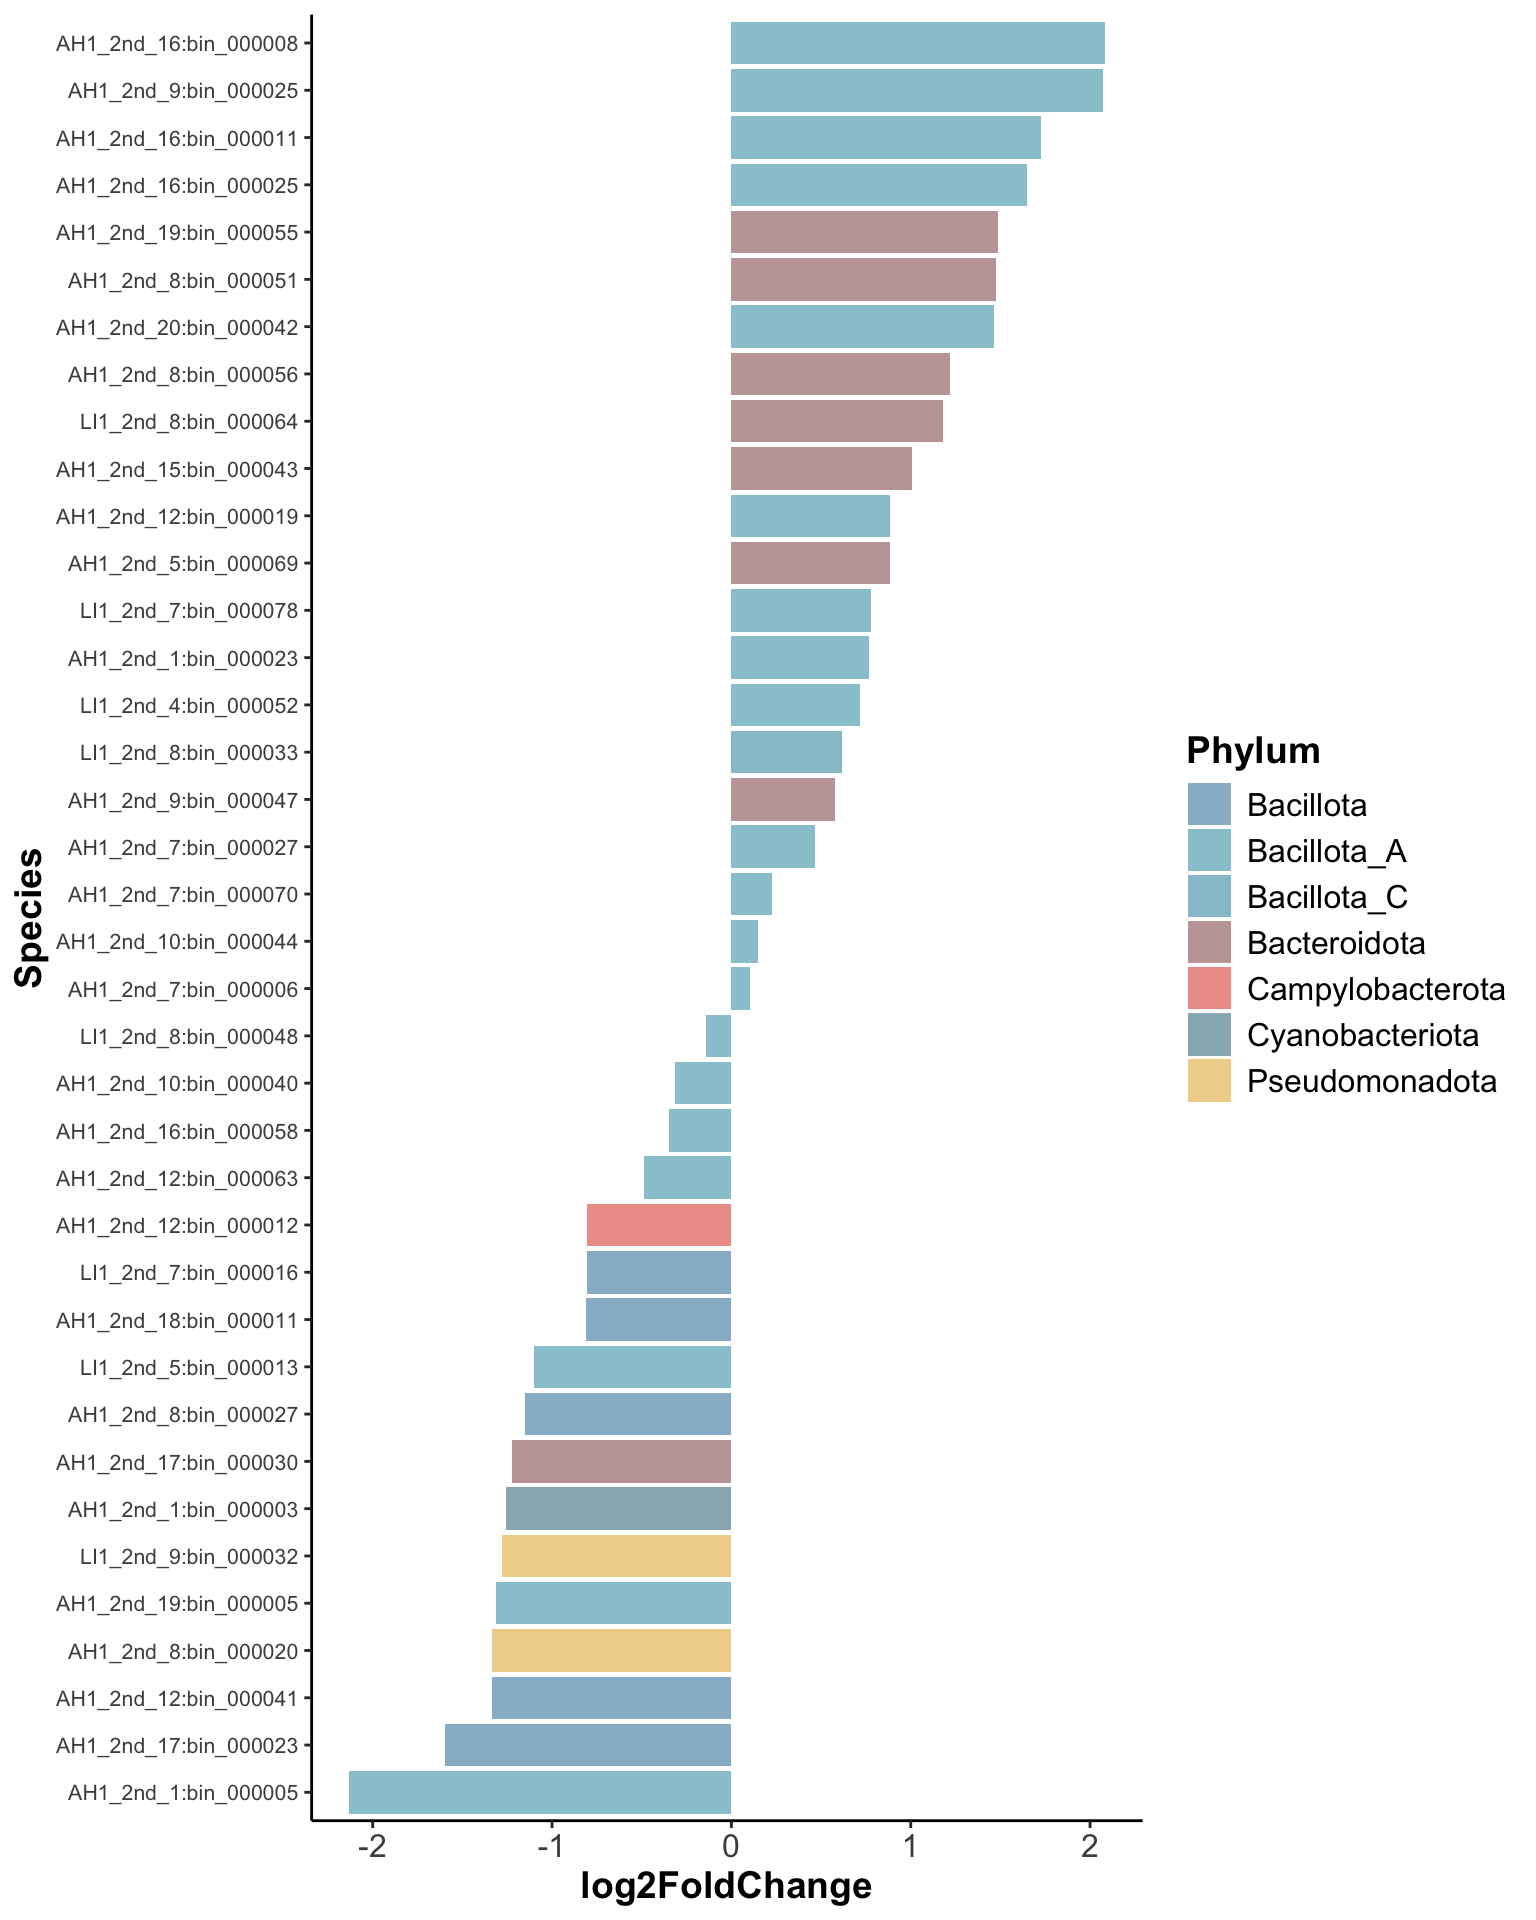 AH1_2nd_16:bin_000008
AH1_2nd_9:bin_000025
AH1_2nd_16:bin_000011
AH1_2nd_16:bin_000025
AH1_2nd_19:bin_000055
AH1_2nd_8:bin_000051
AH1_2nd_20:bin_000042
AH1_2nd_8:bin_000056
LI1_2nd_8:bin_000064
AH1_2nd_15:bin_000043
AH1_2nd_12:bin_000019
AH1_2nd_5:bin_000069
LI1_2nd_7:bin_000078
AH1_2nd_1:bin_000023
LI1_2nd_4:bin_000052
LI1_2nd_8:bin_000033
AH1_2nd_9:bin_000047
AH1_2nd_7:bin_000027
AH1_2nd_7:bin_000070
AH1_2nd_10:bin_000044
AH1_2nd_7:bin_000006
LI1_2nd_8:bin_000048
AH1_2nd_10:bin_000040
AH1_2nd_16:bin_000058
AH1_2nd_12:bin_000063
AH1_2nd_12:bin_000012
LI1_2nd_7:bin_000016
AH1_2nd_18:bin_000011
LI1_2nd_5:bin_000013
AH1_2nd_8:bin_000027
AH1_2nd_17:bin_000030
AH1_2nd_1:bin_000003
LI1_2nd_9:bin_000032
AH1_2nd_19:bin_000005
AH1_2nd_8:bin_000020
AH1_2nd_12:bin_000041
AH1_2nd_17:bin_000023
AH1_2nd_1:bin_000005
Species
-2 -1 0 1 2
log2FoldChange
Phylum
Bacillota
Bacillota_A
Bacillota_C
Bacteroidota
Campylobacterota
Cyanobacteriota
Pseudomonadota